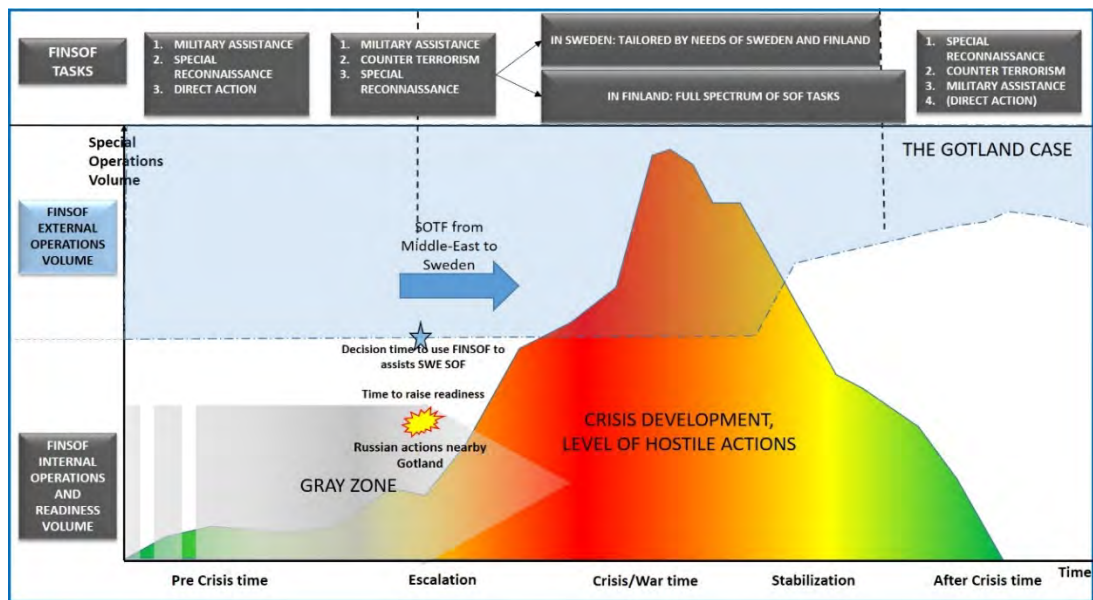 FINSOF
TASKS
1. MILITARY ASSISTANCE
2. SPECIAL
RECONNAISSANCE
3. DIRECT ACTION
1. MILITARY ASSISTANCE
2. COUNTER TERRORISM
3. SPECIAL
RECONNAISSANCE
IN SWEDEN: TAILORED BY NEEDS OF SWEDEN AND FINLAND
IN FINLAND: FULL SPECTRUM OF SOF TASKS
1. SPECIAL
RECONNAISSANCE
2. COUNTER TERRORISM
3. MILITARY ASSISTANCE
4. (DIRECT ACTION)
Special
Operations
Volume
THE GOTLAND CASE
FINSOF
EXTERNAL
OPERATIONS
VOLUME
SOTF from
Middle-East to
Sweden
Decision time to use FINSOF to
assists SWE SOF
Time to raise readiness
Russian actions nearby
Gotland
GRAY ZONE
CRISIS DEVELOPMENT,
LEVEL OF HOSTILE ACTIONS
FINSOF
INTERNAL
OPERATIONS
AND
READINESS
VOLUME
Time
Pre Crisis time
Escalation
Crisis/War time
Stabilization
After Crisis time